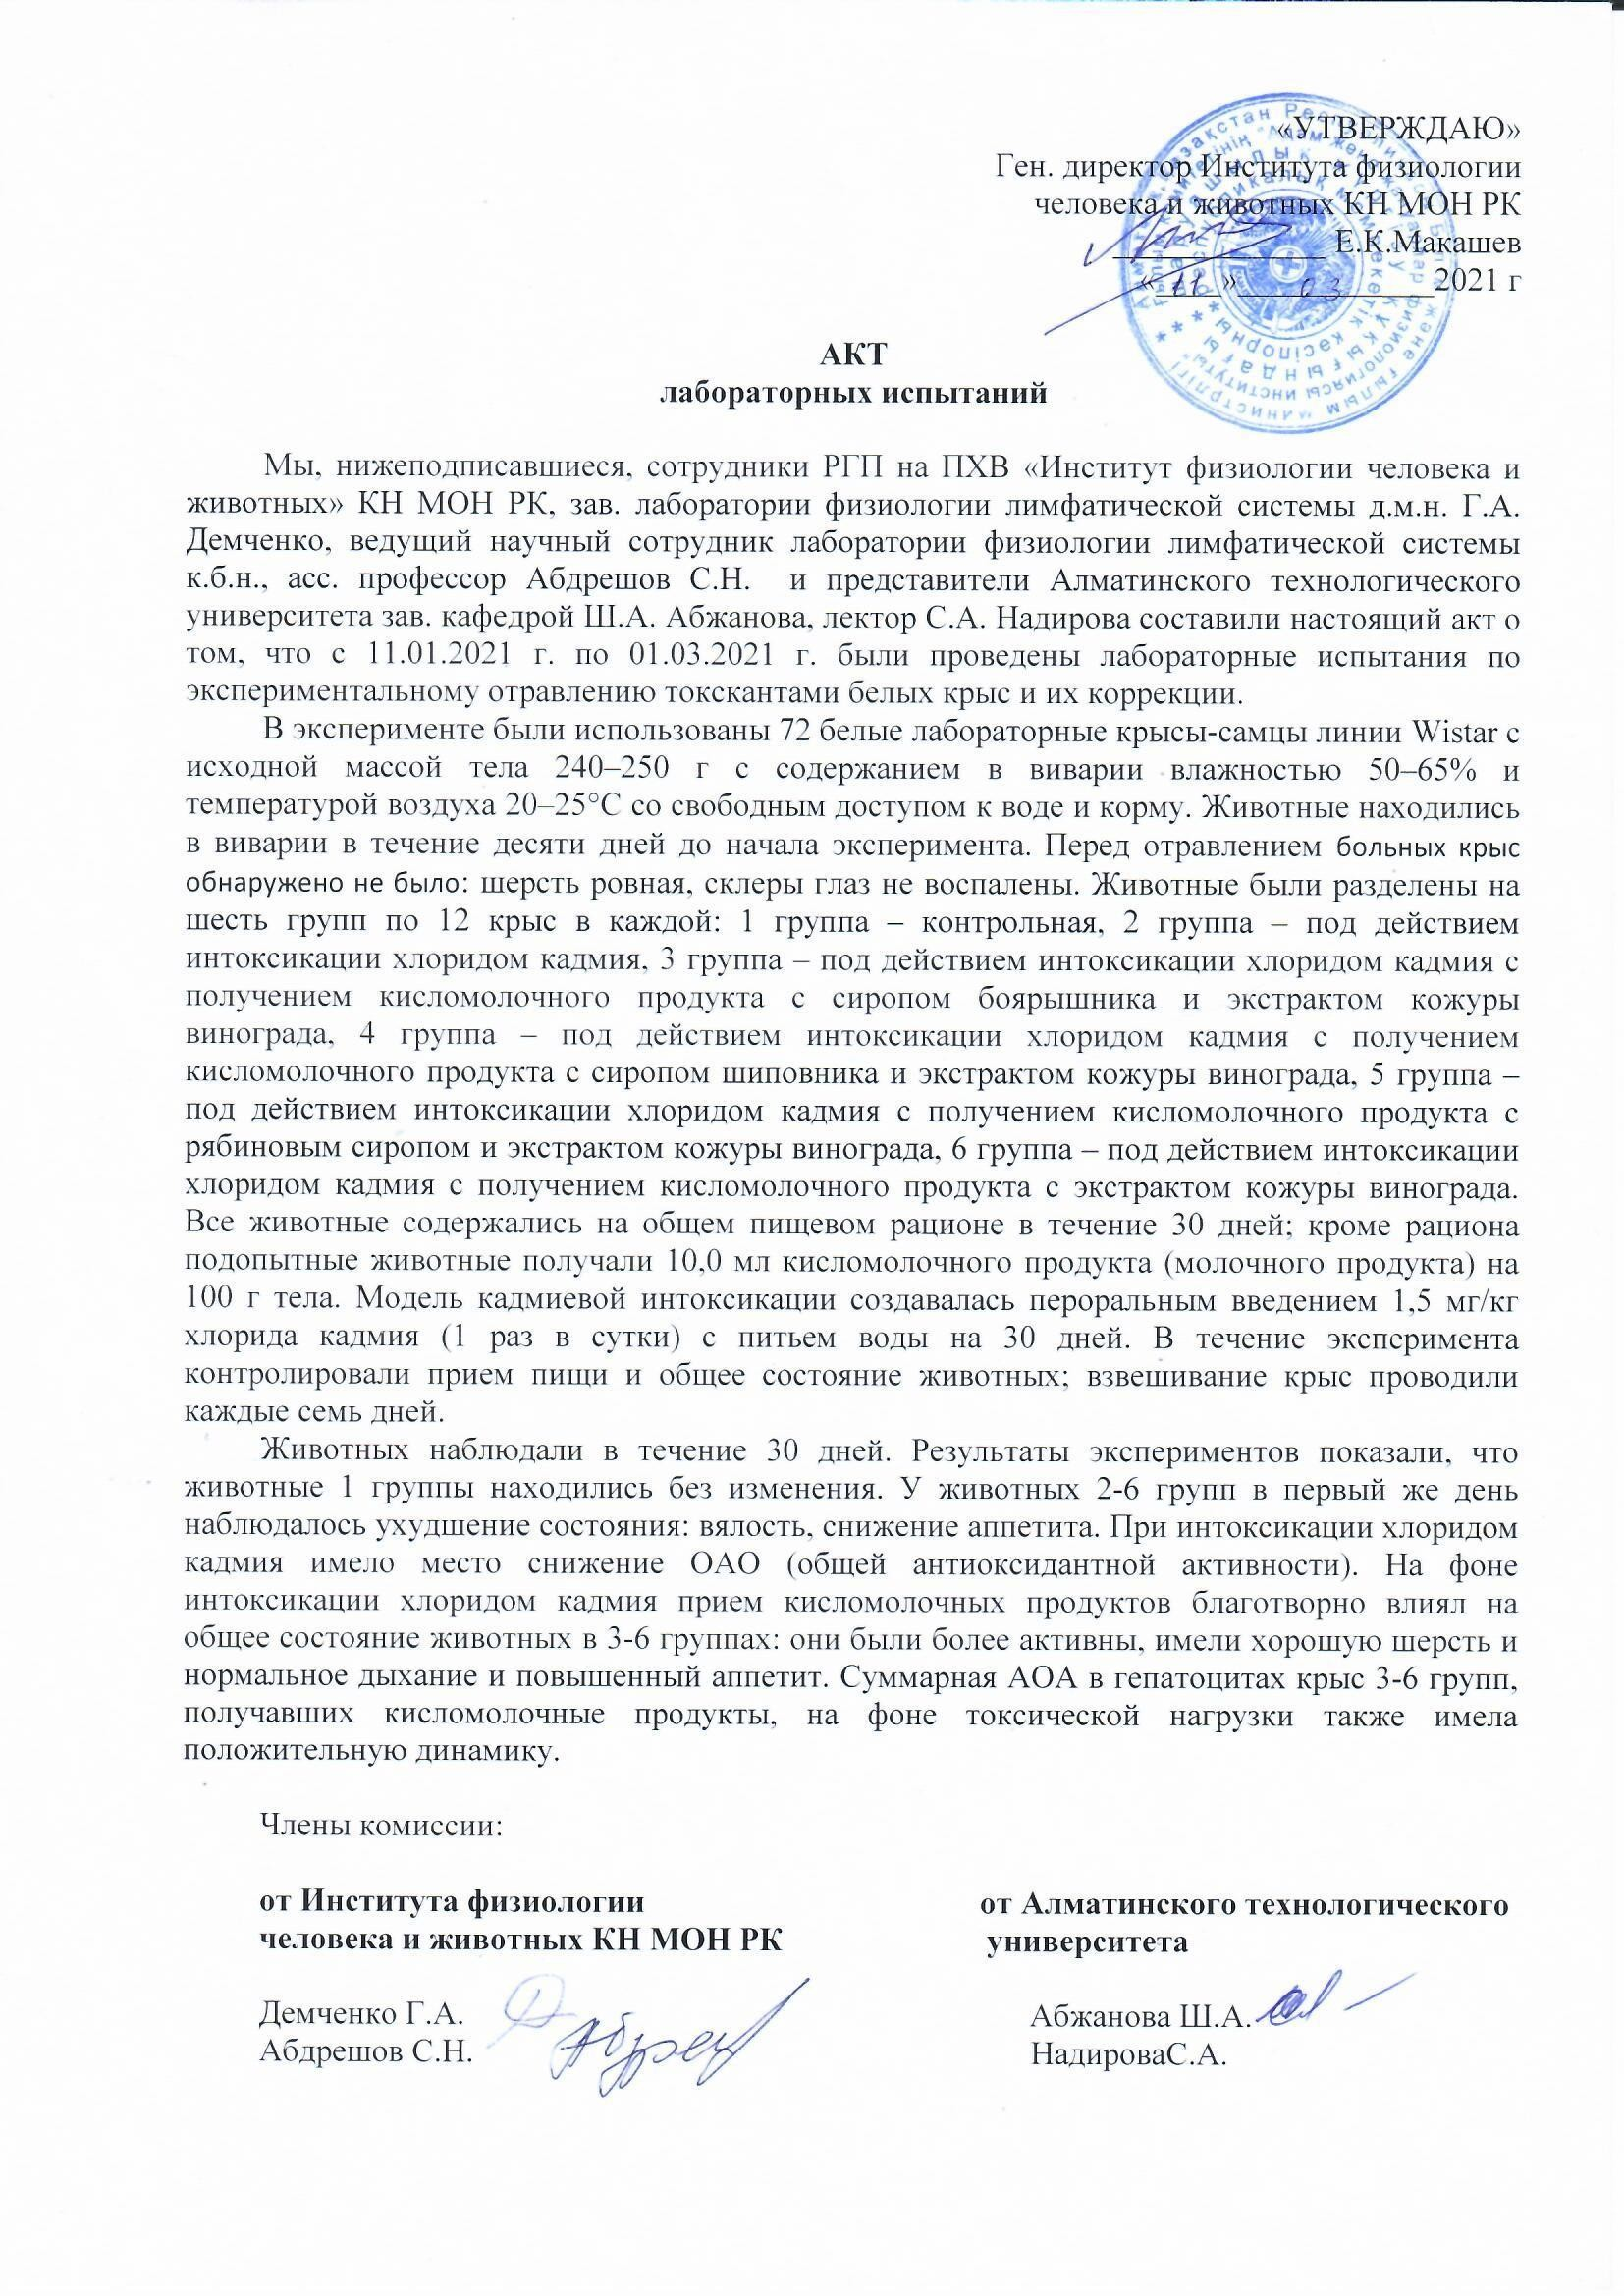 «УТВЕРЖДАЮ»
Ген. директор Института физиологии
человека и животных КН МОН РК
_____________ Е.К.Макашев
«11» 03 2021 г
АКТ
лабораторных испытаний
Мы, нижеподписавшиеся, сотрудники РГП на ПХВ «Институт физиологии человека и
животных» КН МОН РК, зав. лаборатории физиологии лимфатической системы д.м.н. Г.А.
Демченко, ведущий научный сотрудник лаборатории физиологии лимфатической системы
к.б.н., асс. профессор Абдрешов С.Н. и представители Алматинского технологического
университета зав. кафедрой Ш.А. Абжанова, лектор С.А. Надирова составили настоящий акт о
том, что с 11.01.2021 г. по 01.03.2021 г. были проведены лабораторные испытания по
экспериментальному отравлению токскантами белых крыс и их коррекции.
В эксперименте были использованы 72 белые лабораторные крысы-самцы линии Wistar с
исходной массой тела 240–250 г с содержанием в виварии влажностью 50–65% и
температурой воздуха 20–25°С со свободным доступом к воде и корму. Животные находились
в виварии в течение десяти дней до начала эксперимента. Перед отравлением больных крыс
обнаружено не было: шерсть ровная, склеры глаз не воспалены. Животные были разделены на
шесть групп по 12 крыс в каждой: 1 группа – контрольная, 2 группа – под действием
интоксикации хлоридом кадмия, 3 группа – под действием интоксикации хлоридом кадмия с
получением кисломолочного продукта с сиропом боярышника и экстрактом кожуры
винограда, 4 группа – под действием интоксикации хлоридом кадмия с получением
кисломолочного продукта с сиропом шиповника и экстрактом кожуры винограда, 5 группа –
под действием интоксикации хлоридом кадмия с получением кисломолочного продукта с
рябиновым сиропом и экстрактом кожуры винограда, 6 группа – под действием интоксикации
хлоридом кадмия с получением кисломолочного продукта с экстрактом кожуры винограда.
Все животные содержались на общем пищевом рационе в течение 30 дней; кроме рациона
подопытные животные получали 10,0 мл кисломолочного продукта (молочного продукта) на
100 г тела. Модель кадмиевой интоксикации создавалась пероральным введением 1,5 мг/кг
хлорида кадмия (1 раз в сутки) с питьем воды на 30 дней. В течение эксперимента
контролировали прием пищи и общее состояние животных; взвешивание крыс проводили
каждые семь дней.
Животных наблюдали в течение 30 дней. Результаты экспериментов показали, что
животные 1 группы находились без изменения. У животных 2-6 групп в первый же день
наблюдалось ухудшение состояния: вялость, снижение аппетита. При интоксикации хлоридом
кадмия имело место снижение ОАО (общей антиоксидантной активности). На фоне
интоксикации хлоридом кадмия прием кисломолочных продуктов благотворно влиял на
общее состояние животных в 3-6 группах: они были более активны, имели хорошую шерсть и
нормальное дыхание и повышенный аппетит. Суммарная АОА в гепатоцитах крыс 3-6 групп,
получавших кисломолочные продукты, на фоне токсической нагрузки также имела
положительную динамику.
Члены комиссии:
от Института физиологии
человека и животных КН МОН РК
Демченко Г.А.
Абдрешов С.Н.
от Алматинского технологического
университета
Абжанова Ш.А.
НадироваС.А.